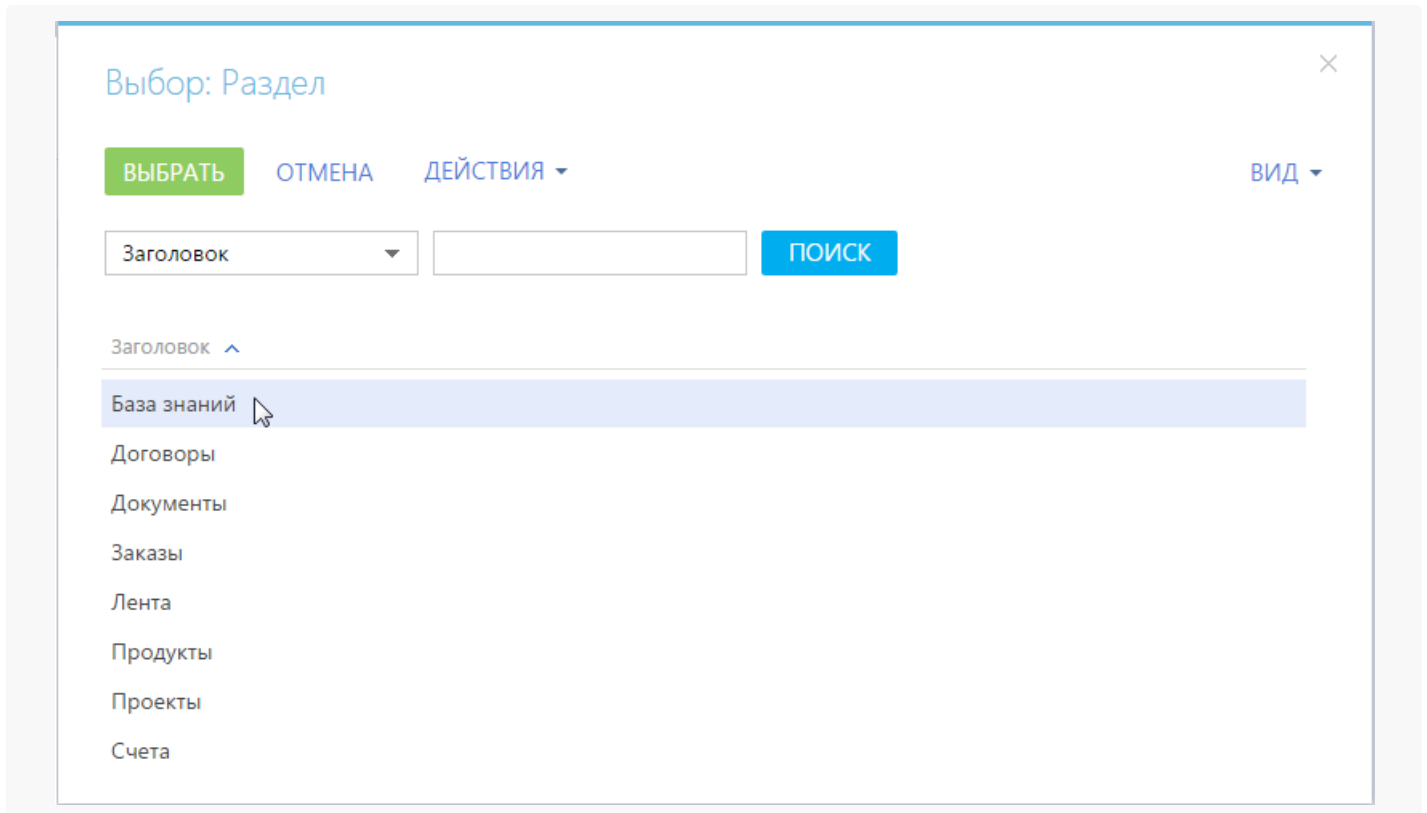 Выбор: Раздел
ВЫБРАТЬ ОТМЕНА ДЕЙСТВИЯ ВИД
Заголовок ПОИСК
Заголовок
База знаний
Договоры
Документы
Заказы
Лента
Продукты
Проекты
Счета